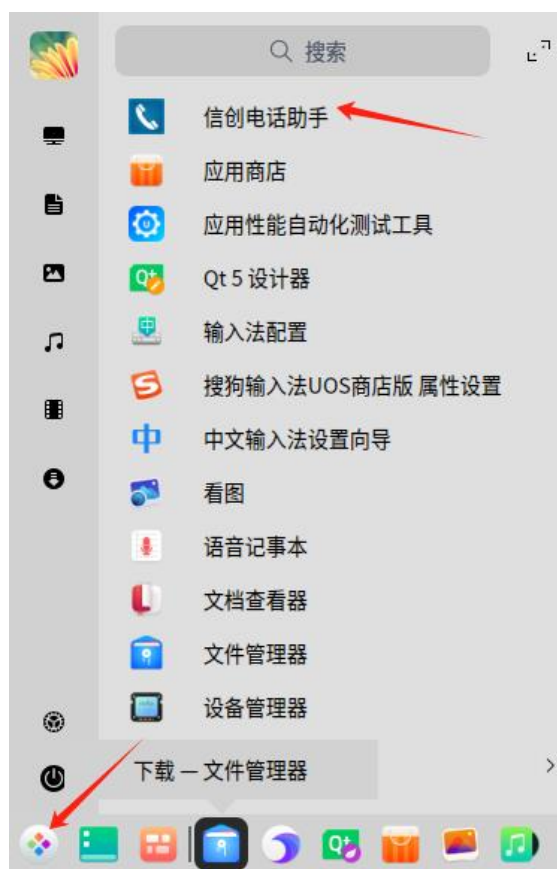 搜索
信创电话助手
应用商店
应用性能自动化测试工具
Qt 5 设计器
输入法配置
搜狗输入法UOS商店版 属性设置
中文输入法设置向导
看图
语音记事本
文档查看器
文件管理器
设备管理器
下载 — 文件管理器